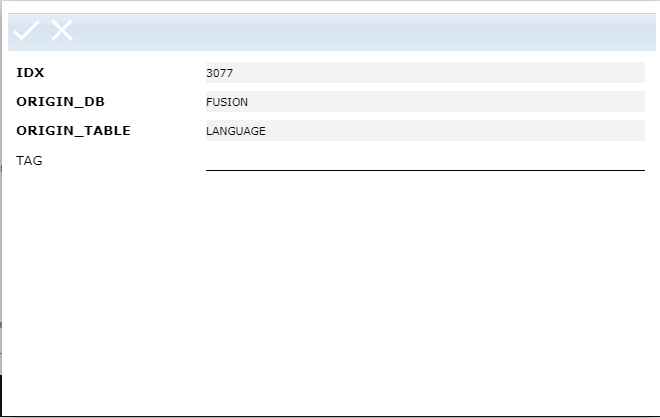 IDX 3077
ORIGIN_DB FUSION
ORIGIN_TABLE LANGUAGE
TAG